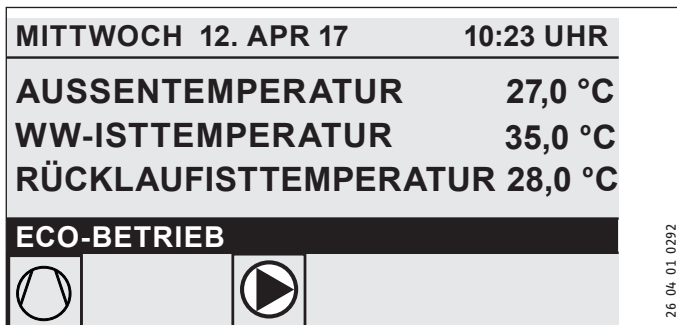 MITTWOCH 12. APR 17 10:23 UHR
AUSSENTEMPERATUR 27,0 °C
WW-ISTTEMPERATUR 35,0 °C
RÜCKLAUFISTTEMPERATUR 28,0 °C
ECO-BETRIEB
26 04 01 0292